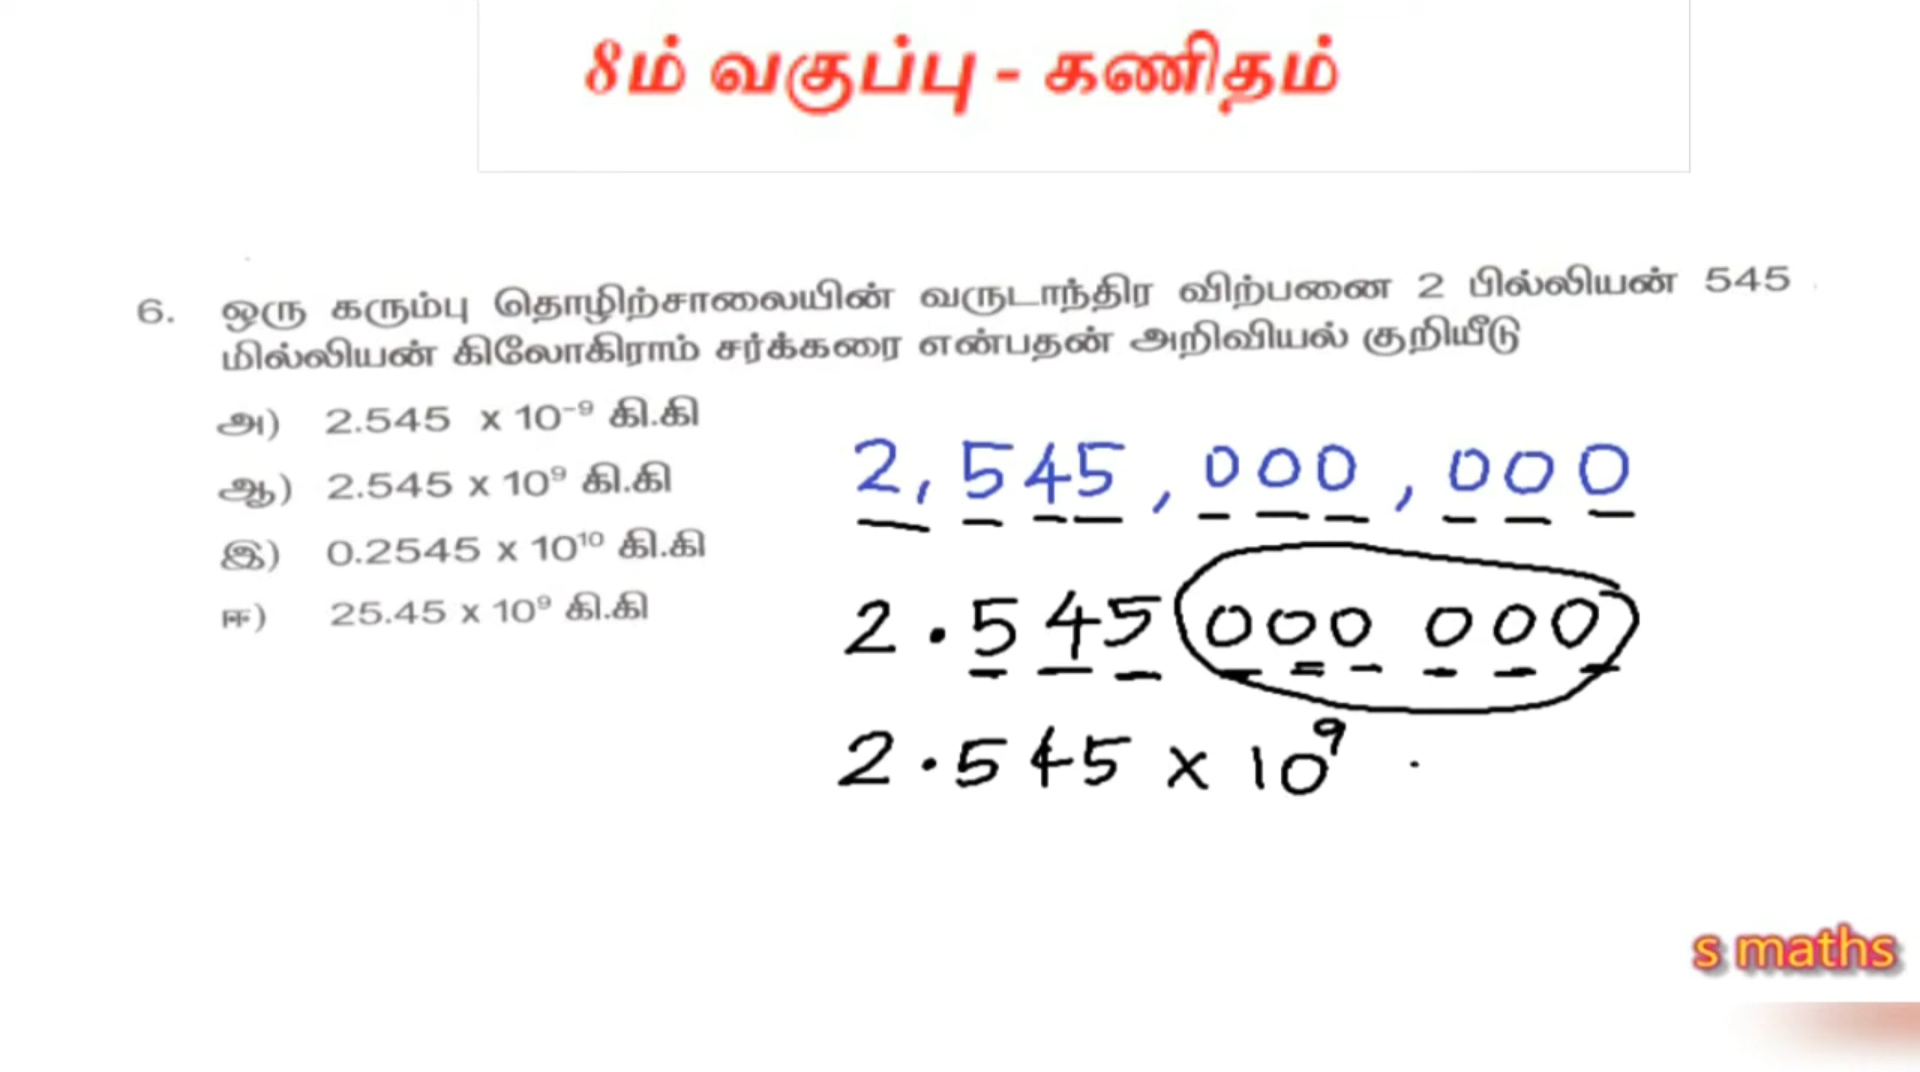 8ம் வகுப்பு - கணிதம்
6. ஒரு கரும்பு தொழிற்சாலையின் வருடாந்திர விற்பனை 2 பில்லியன் 545
மில்லியன் கிலோகிராம் சர்க்கரை என்பதன் அறிவியல் குறியீடு
அ) 2.545 x 10⁻⁹ கி.கி
ஆ) 2.545 x 10⁹ கி.கி
இ) 0.2545 x 10¹⁰ கி.கி
ஈ) 25.45 x 10⁹ கி.கி
2, 545, 000, 000
2.545 000 000
2.545 x 10⁹
s maths